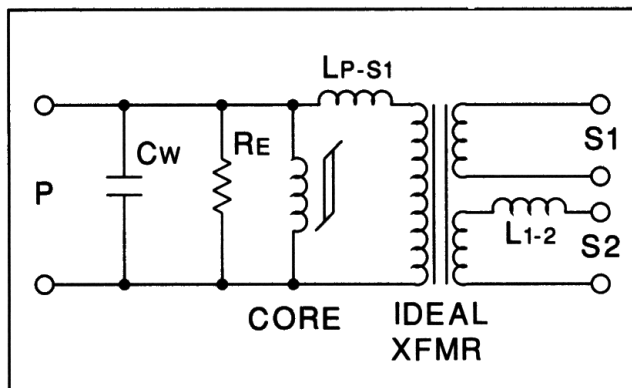 LP-S1
S1
CW
RE
P
L1-2
S2
CORE
IDEAL
XFMR